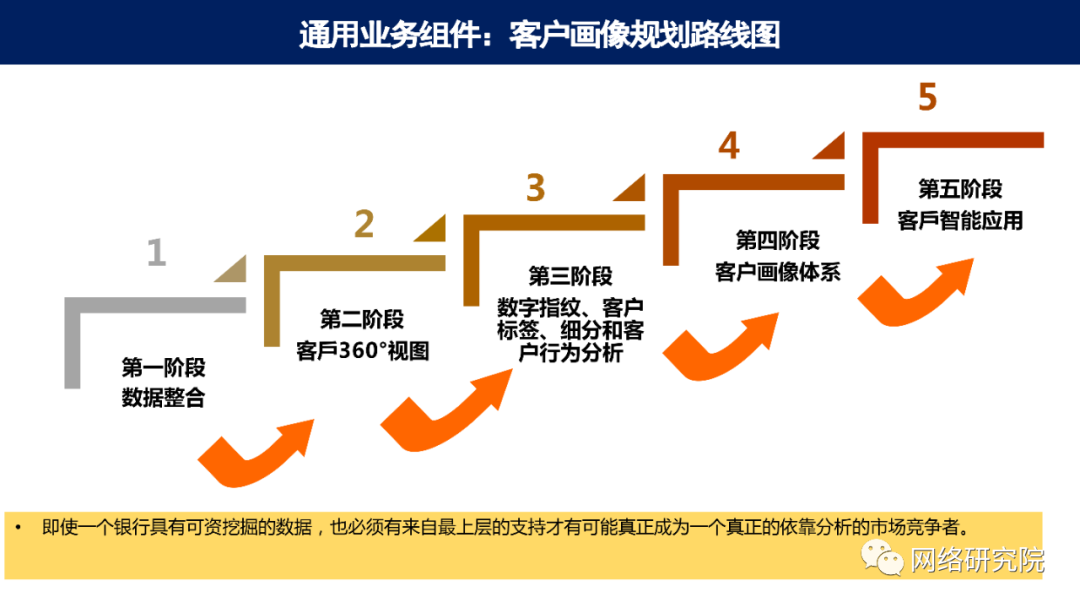 通用业务组件：客户画像规划路线图
1
第一阶段
数据整合
2
第二阶段
客戶360°视图
3
第三阶段
数字指纹、客户
标签、细分和客
户行为分析
4
第四阶段
客户画像体系
5
第五阶段
客戶智能应用
• 即使一个银行具有可资挖掘的数据，也必须有来自最上层的支持才有可能真正成为一个真正的依靠分析的市场竞争者。
网络研究院